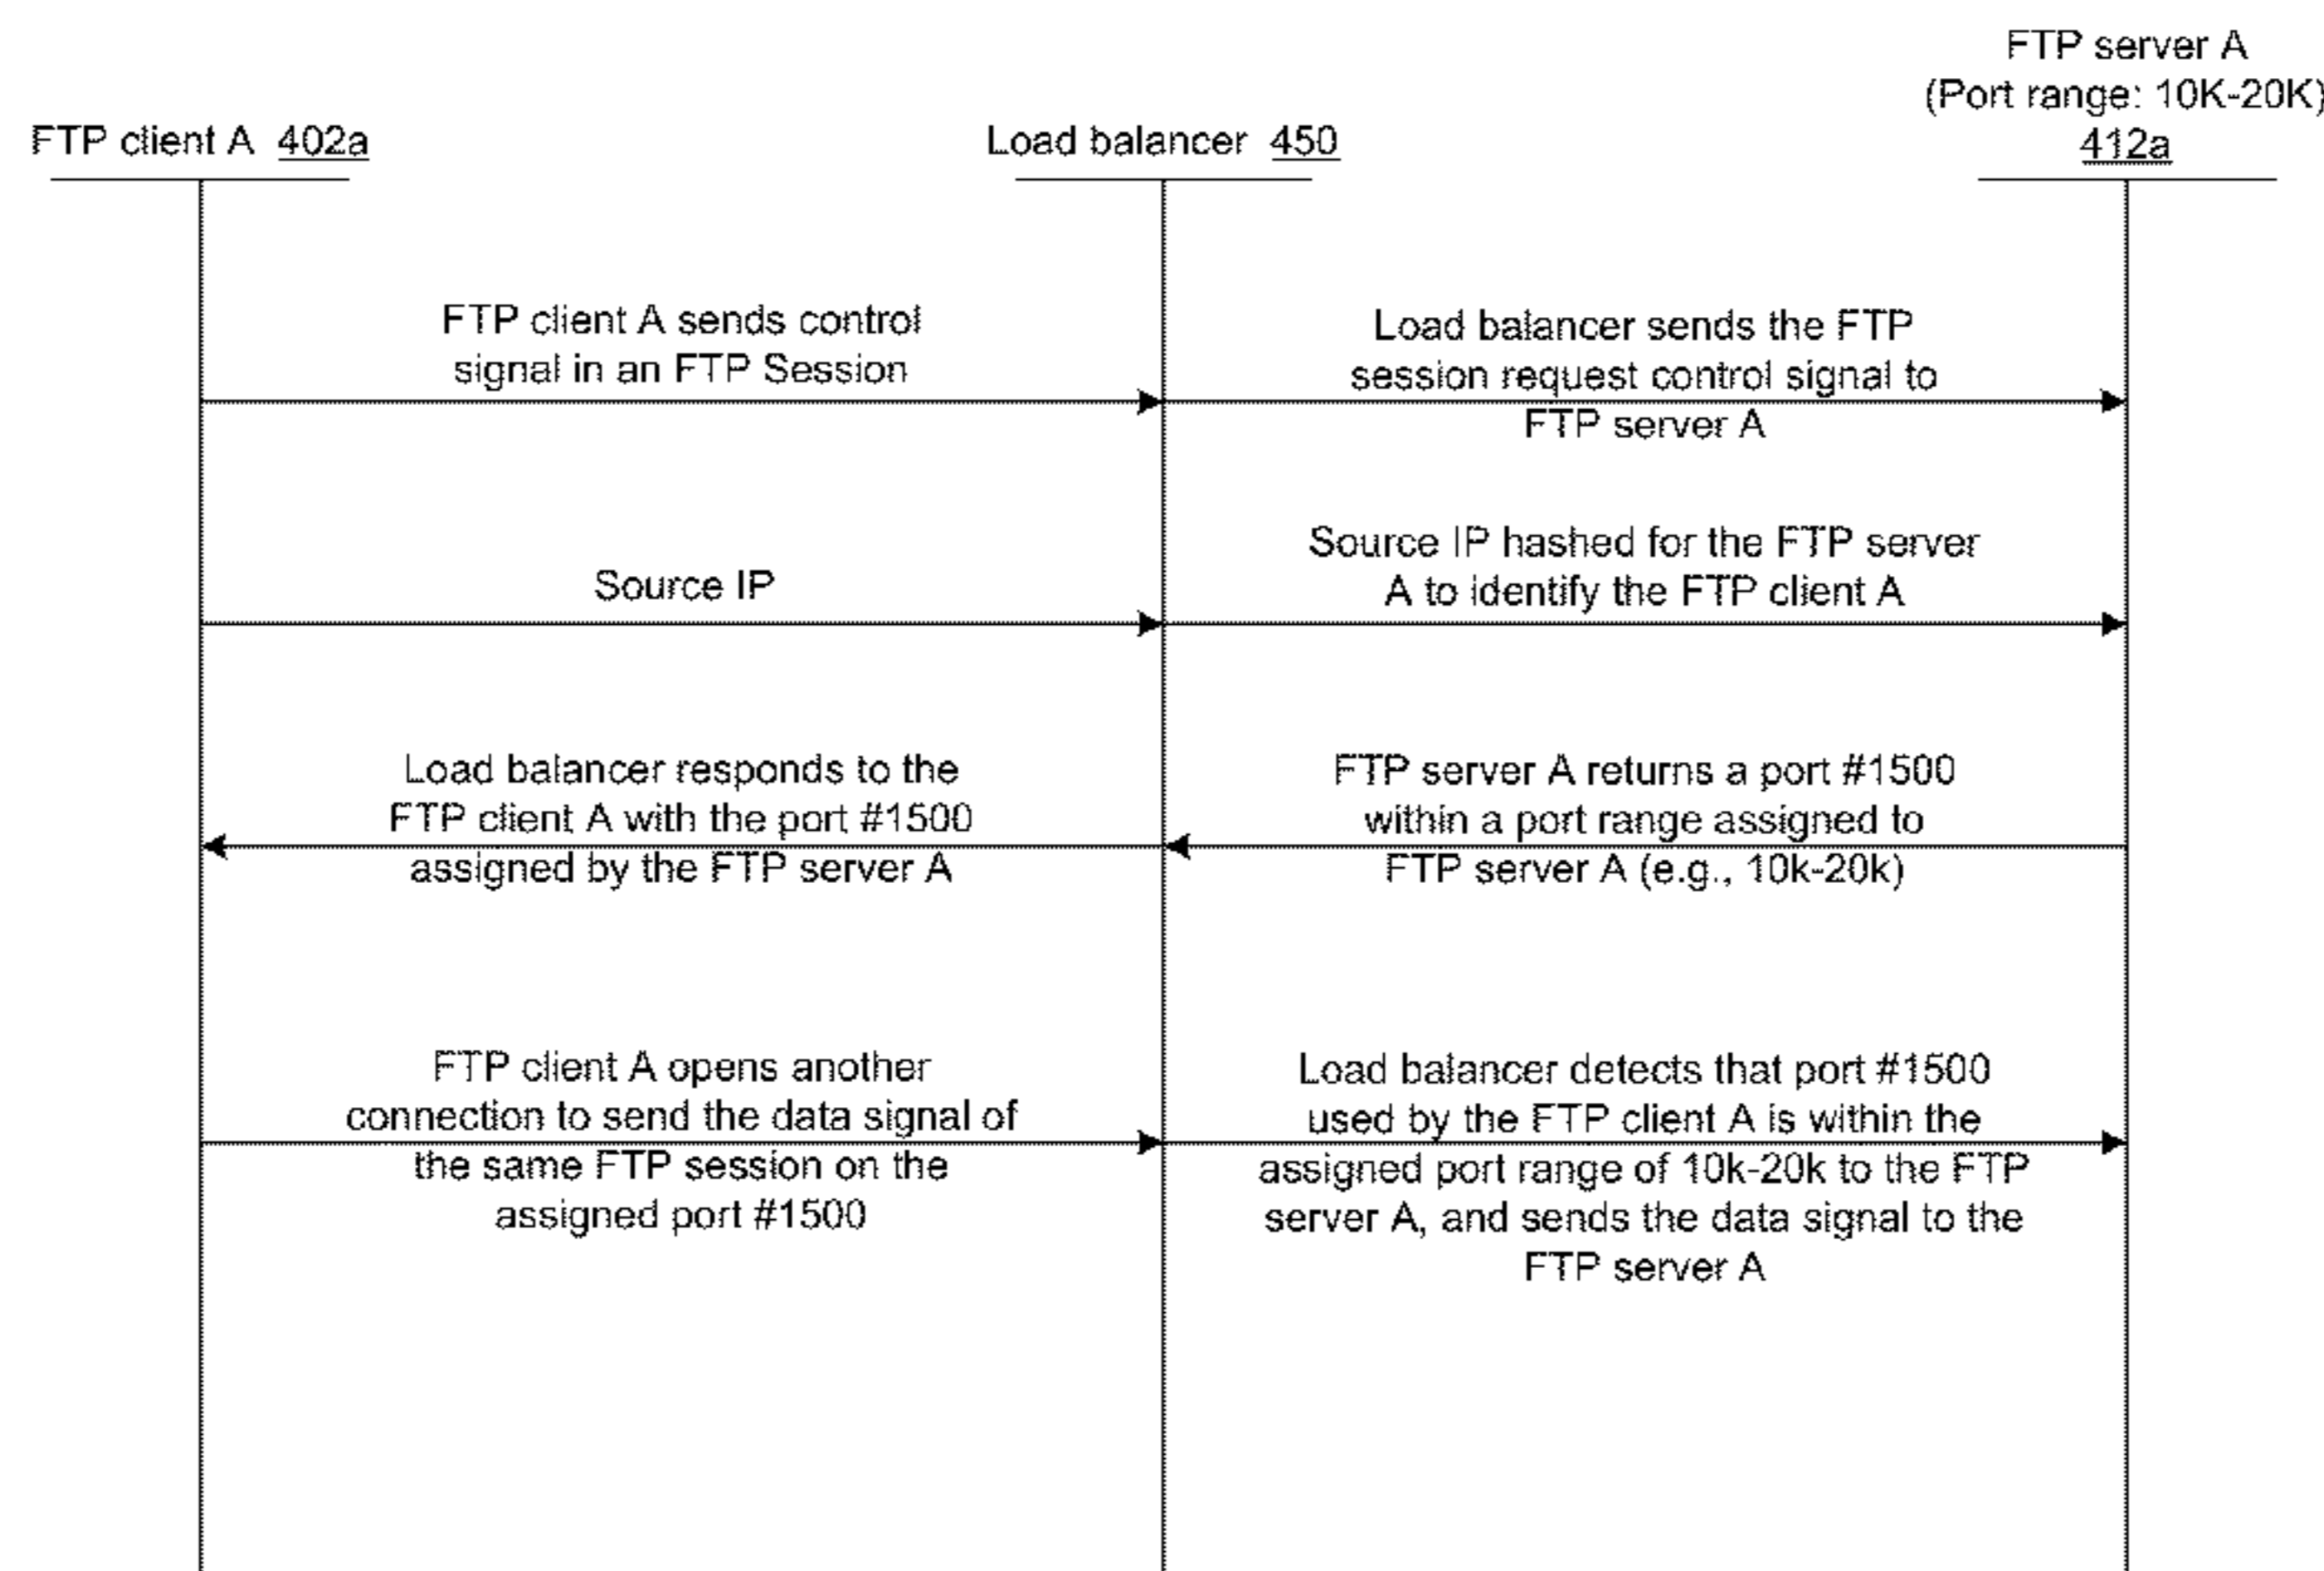 FTP client A 402a
Load balancer 450
FTP server A
(Port range: 10K-20K)
412a
FTP client A sends control
signal in an FTP Session
Load balancer sends the FTP
session request control signal to
FTP server A
Source IP
Source IP hashed for the FTP server
A to identify the FTP client A
Load balancer responds to the
FTP client A with the port #1500
assigned by the FTP server A
FTP server A returns a port #1500
within a port range assigned to
FTP server A (e.g., 10k-20k)
FTP client A opens another
connection to send the data signal of
the same FTP session on the
assigned port #1500
Load balancer detects that port #1500
used by the FTP client A is within the
assigned port range of 10k-20k to the FTP
server A, and sends the data signal to the
FTP server A